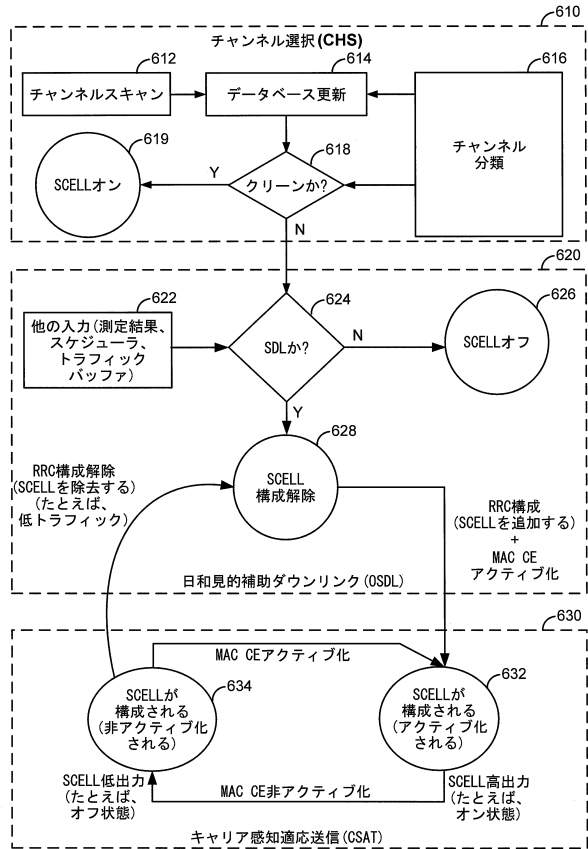 610
チャンネル選択(CHS)
612
614
616
チャンネルスキャン
データベース更新
チャンネル
分類
619
618
SCELLオン
Y
クリーンか?
N
620
622
624
626
他の入力(測定結果、
スケジューラ、
トラフィック
バッファ)
SDLか?
N
SCELLオフ
Y
628
SCELL
構成解除
RRC構成解除
(SCELLを除去する)
(たとえば、
低トラフィック)
RRC構成
(SCELLを追加する)
+
MAC CE
アクティブ化
日和見的補助ダウンリンク(OSDL)
630
MAC CEアクティブ化
634
632
SCELLが
構成される
(非アクティブ化
される)
SCELLが
構成される
(アクティブ化
される)
SCELL低出力
(たとえば、
オフ状態)
MAC CE非アクティブ化
SCELL高出力
(たとえば、
オン状態)
キャリア感知適応送信(CSAT)